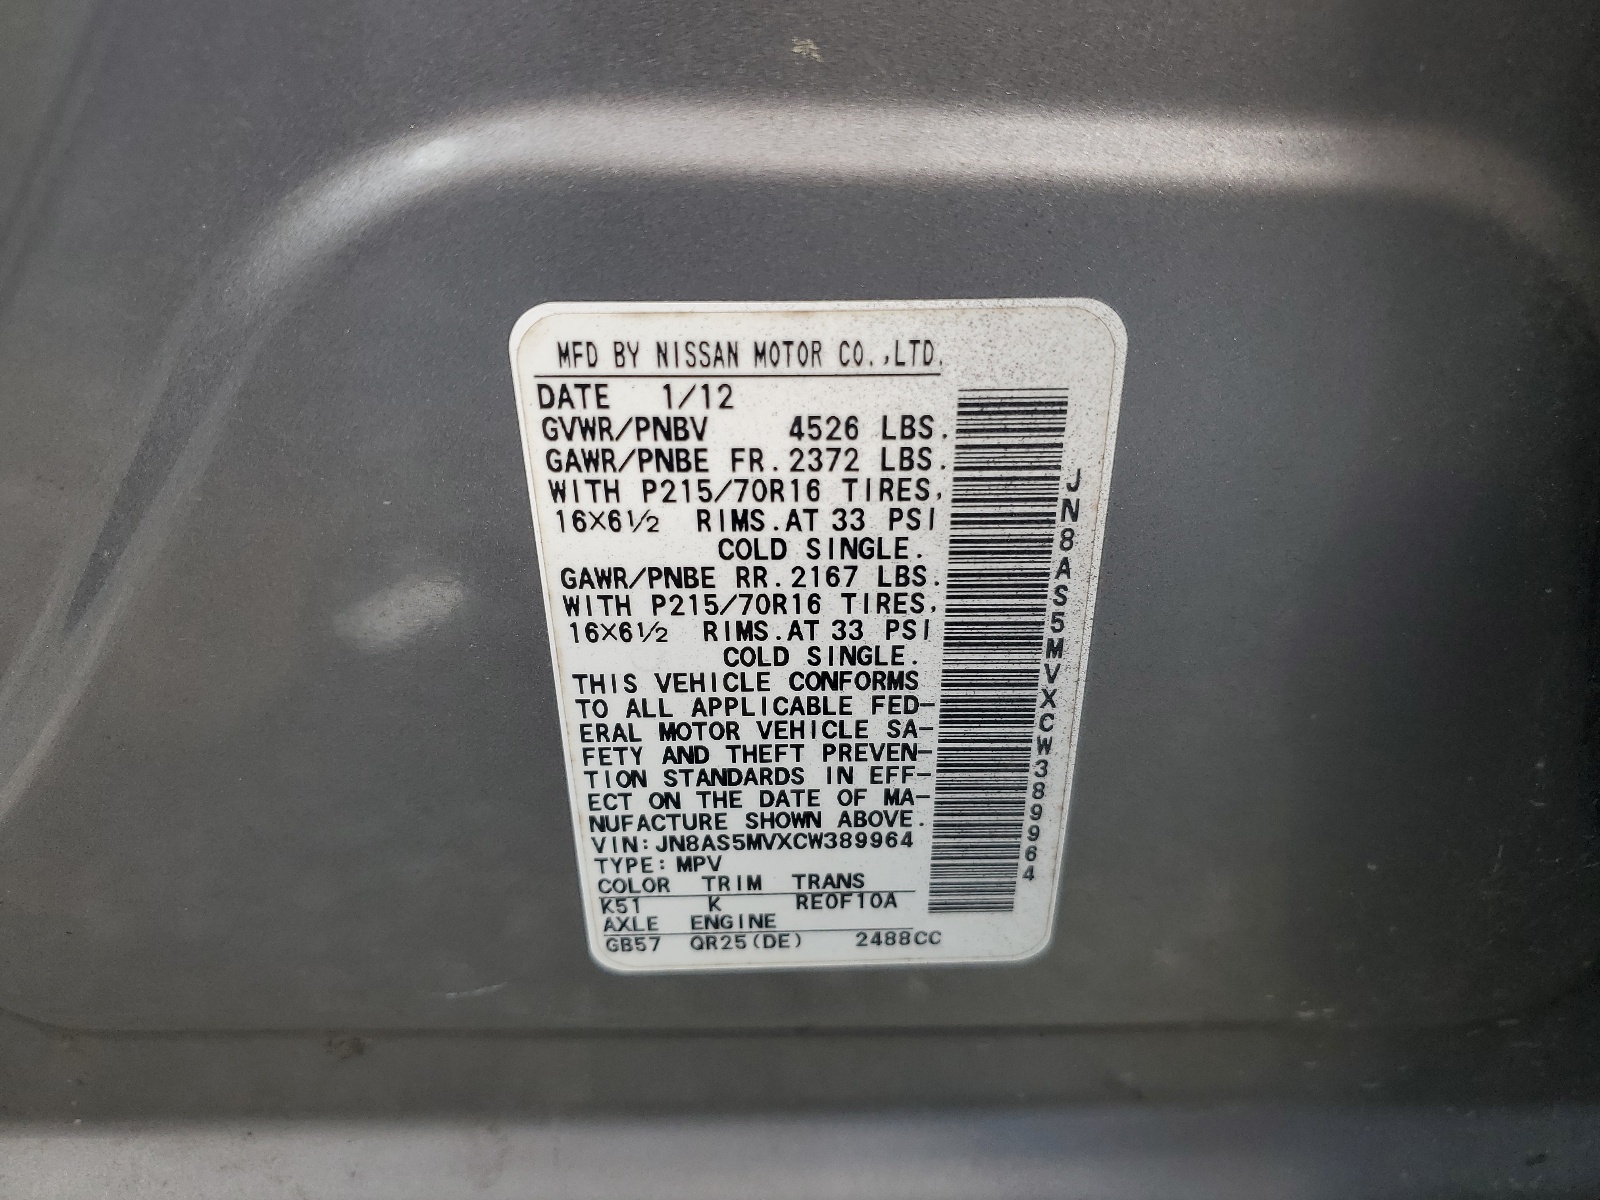 MFD BY NISSAN MOTOR CO.,LTD.
DATE 1/12
GVWR/PNBV 4526 LBS.
GAWR/PNBE FR.2372 LBS.
WITH P215/70R16 TIRES,
16X6½ RIMS.AT 33 PSI
COLD SINGLE.
GAWR/PNBE RR.2167 LBS.
WITH P215/70R16 TIRES,
16X6½ RIMS.AT 33 PSI
COLD SINGLE.
THIS VEHICLE CONFORMS
TO ALL APPLICABLE FED-
ERAL MOTOR VEHICLE SA-
FETY AND THEFT PREVEN-
TION STANDARDS IN EFF-
ECT ON THE DATE OF MA-
NUFACTURE SHOWN ABOVE.
VIN:JN8AS5MVXCW389964
TYPE:MPV
COLOR TRIM TRANS
K51 K RE0F10A
AXLE ENGINE
GB57 QR25(DE) 2488CC
JN8AS5MVXCW389964